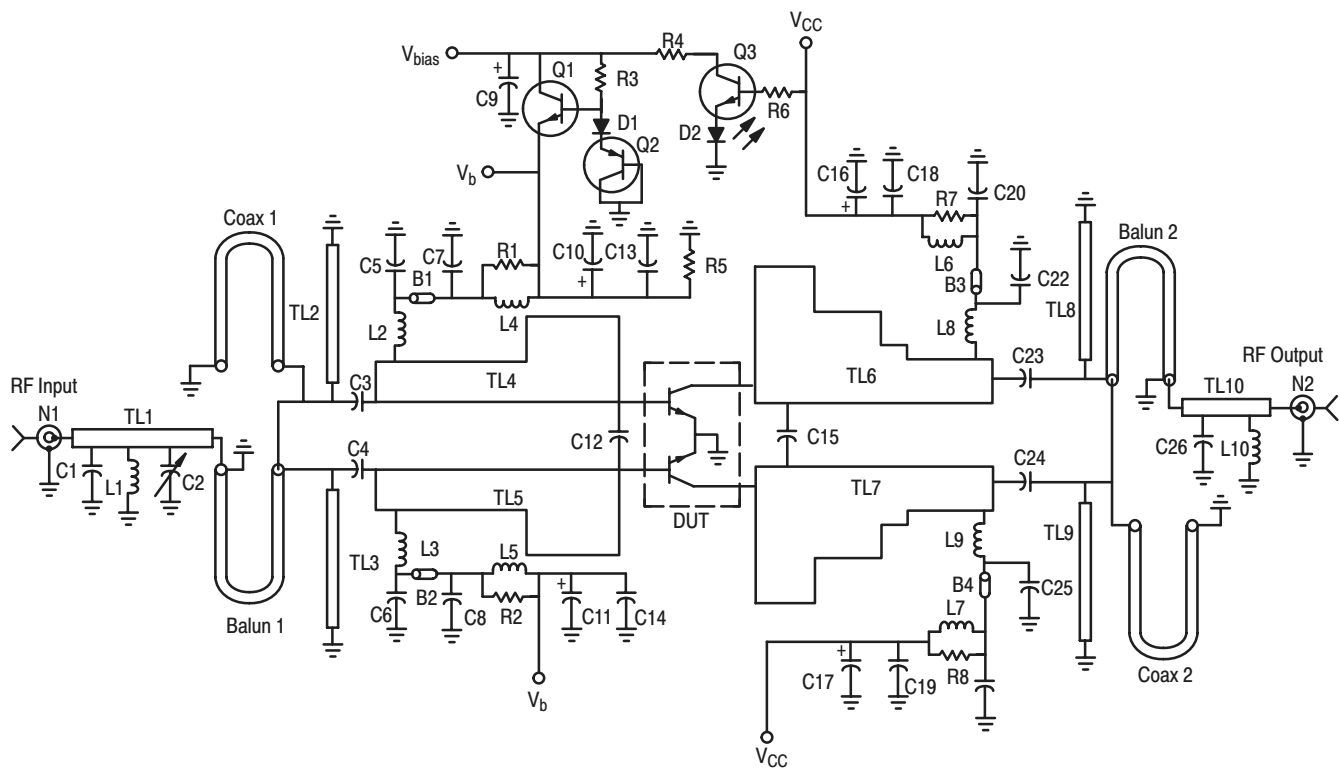 VCC
Vbias
R4
Q3
Q1
R3
C9
R6
D1
D2
Q2
C16
C18
Vb
C20
R7
Coax 1
Balun 2
R1
C10
C13
C5
C7
R5
L6
C22
B1
B3
TL2
TL8
L4
L2
L8
C23
RF Output
RF Input
C3
TL4
TL6
TL10
N2
N1
TL1
C12
C15
C26
L10
C4
C24
C1
L1
C2
TL5
TL7
DUT
L9
TL9
L3
L5
TL3
B4
C25
B2
L7
C6
C8
R2
C11
C14
Balun 1
C17
C19
R8
Coax 2
Vb
VCC
+
+
+
+
+
+